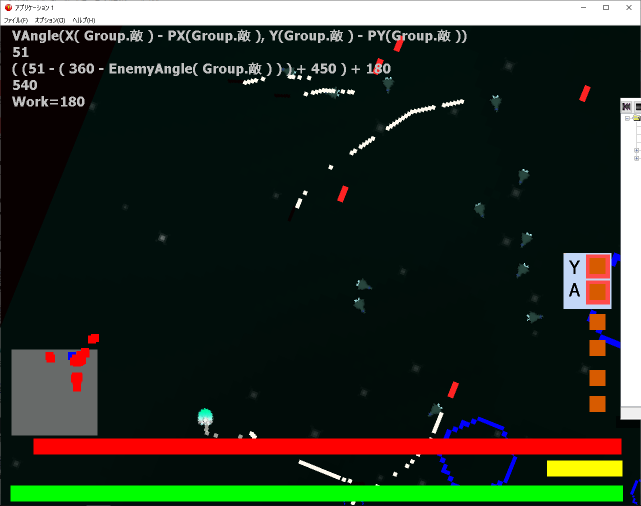 アプリケーション 1
ファイル(F) オプション(O) ヘルプ(H)
VAngle(X( Group.敵 ) - PX(Group.敵 ), Y(Group.敵 ) - PY(Group.敵 ))
51
( (51 - ( 360 - EnemyAngle( Group.敵 ) ) ) + 450 ) + 180
540
Work=180
Y
A